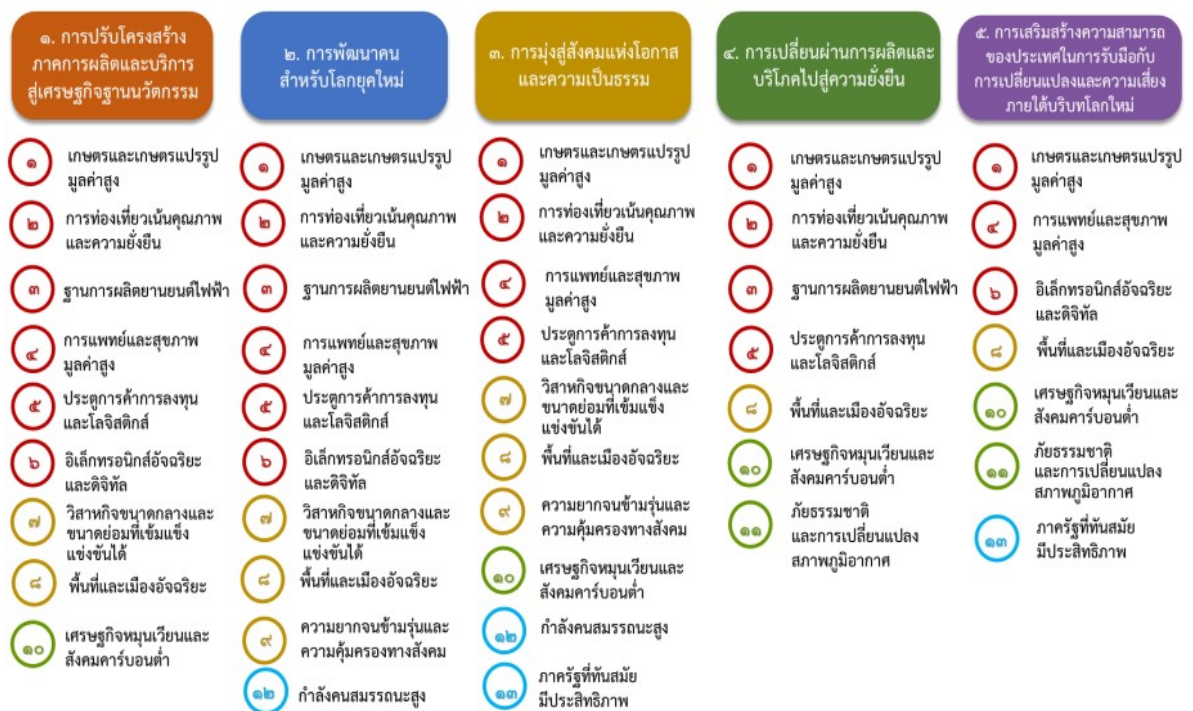 ๑. การปรับโครงสร้าง
ภาคการผลิตและบริการ
สู่เศรษฐกิจฐานนวัตกรรม
๑
เกษตรและเกษตรแปรรูป
มูลค่าสูง
๒
การท่องเที่ยวเน้นคุณภาพ
และความยั่งยืน
๓
ฐานการผลิตยานยนต์ไฟฟ้า
๔
การแพทย์และสุขภาพ
มูลค่าสูง
๕
ประตูการค้าการลงทุน
และโลจิสติกส์
๖
อิเล็กทรอนิกส์อัจฉริยะ
และดิจิทัล
๗
วิสาหกิจขนาดกลางและ
ขนาดย่อมที่เข้มแข็ง
แข่งขันได้
๘
พื้นที่และเมืองอัจฉริยะ
๑๐
เศรษฐกิจหมุนเวียนและ
สังคมคาร์บอนต่ำ
๒. การพัฒนาคน
สำหรับโลกยุคใหม่
๑
เกษตรและเกษตรแปรรูป
มูลค่าสูง
๒
การท่องเที่ยวเน้นคุณภาพ
และความยั่งยืน
๓
ฐานการผลิตยานยนต์ไฟฟ้า
๔
การแพทย์และสุขภาพ
มูลค่าสูง
๕
ประตูการค้าการลงทุน
และโลจิสติกส์
๖
อิเล็กทรอนิกส์อัจฉริยะ
และดิจิทัล
๗
วิสาหกิจขนาดกลางและ
ขนาดย่อมที่เข้มแข็ง
แข่งขันได้
๘
พื้นที่และเมืองอัจฉริยะ
๙
ความยากจนข้ามรุ่นและ
ความคุ้มครองทางสังคม
๑๒
กำลังคนสมรรถนะสูง
๓. การมุ่งสู่สังคมแห่งโอกาส
และความเป็นธรรม
๑
เกษตรและเกษตรแปรรูป
มูลค่าสูง
๒
การท่องเที่ยวเน้นคุณภาพ
และความยั่งยืน
๔
การแพทย์และสุขภาพ
มูลค่าสูง
๕
ประตูการค้าการลงทุน
และโลจิสติกส์
๗
วิสาหกิจขนาดกลางและ
ขนาดย่อมที่เข้มแข็ง
แข่งขันได้
๘
พื้นที่และเมืองอัจฉริยะ
๙
ความยากจนข้ามรุ่นและ
ความคุ้มครองทางสังคม
๑๐
เศรษฐกิจหมุนเวียนและ
สังคมคาร์บอนต่ำ
๑๒
กำลังคนสมรรถนะสูง
๑๓
ภาครัฐที่ทันสมัย
มีประสิทธิภาพ
๔. การเปลี่ยนผ่านการผลิตและ
บริโภคไปสู่ความยั่งยืน
๑
เกษตรและเกษตรแปรรูป
มูลค่าสูง
๒
การท่องเที่ยวเน้นคุณภาพ
และความยั่งยืน
๓
ฐานการผลิตยานยนต์ไฟฟ้า
๕
ประตูการค้าการลงทุน
และโลจิสติกส์
๘
พื้นที่และเมืองอัจฉริยะ
๑๐
เศรษฐกิจหมุนเวียนและ
สังคมคาร์บอนต่ำ
๑๑
ภัยธรรมชาติ
และการเปลี่ยนแปลง
สภาพภูมิอากาศ
๕. การเสริมสร้างความสามารถ
ของประเทศในการรับมือกับ
การเปลี่ยนแปลงและความเสี่ยง
ภายใต้บริบทโลกใหม่
๑
เกษตรและเกษตรแปรรูป
มูลค่าสูง
๔
การแพทย์และสุขภาพ
มูลค่าสูง
๖
อิเล็กทรอนิกส์อัจฉริยะ
และดิจิทัล
๘
พื้นที่และเมืองอัจฉริยะ
๑๐
เศรษฐกิจหมุนเวียนและ
สังคมคาร์บอนต่ำ
๑๑
ภัยธรรมชาติ
และการเปลี่ยนแปลง
สภาพภูมิอากาศ
๑๓
ภาครัฐที่ทันสมัย
มีประสิทธิภาพ